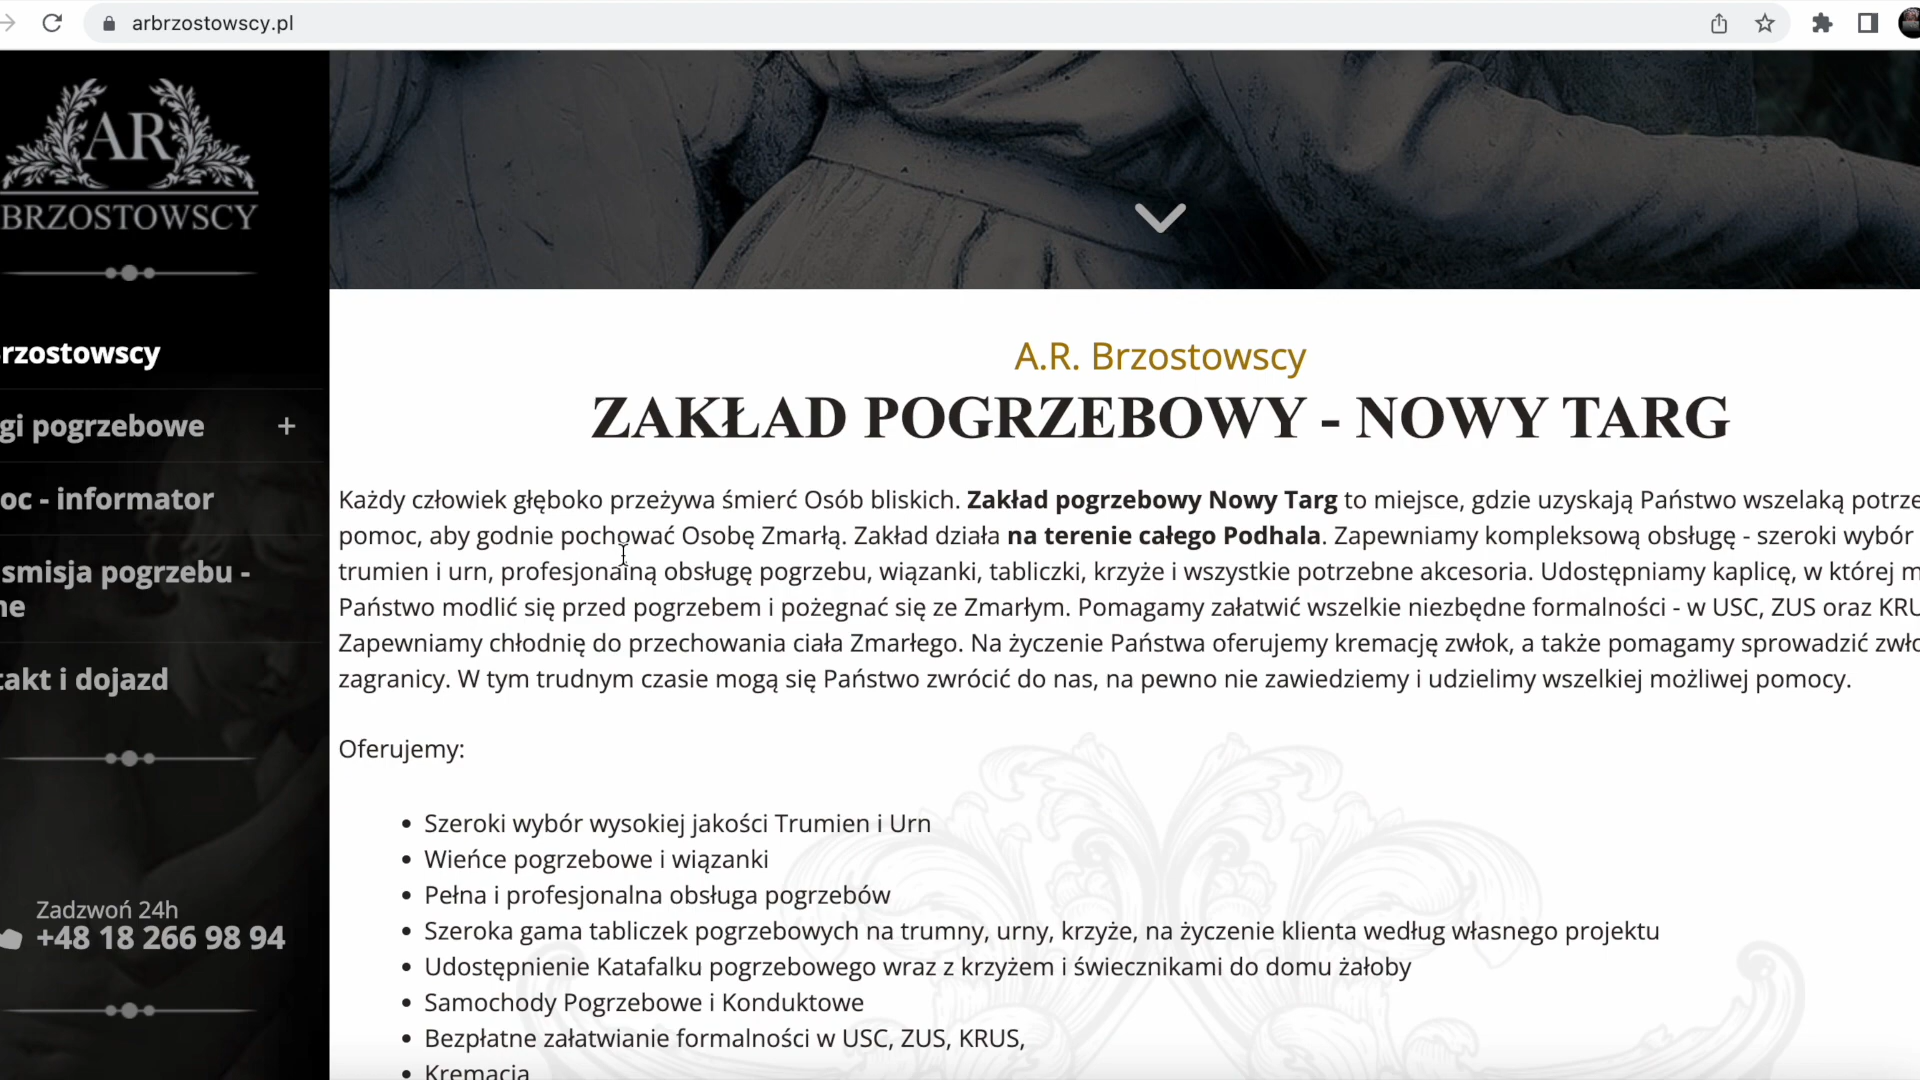 arbrzostowscy.pl
AR
BRZOSTOWSCY
rzostowscy
gi pogrzebowe +
oc - informator
smisja pogrzebu -
ne
takt i dojazd
Zadzwoń 24h
+48 18 266 98 94
A.R. Brzostowscy
ZAKŁAD POGRZEBOWY - NOWY TARG
Każdy człowiek głęboko przeżywa śmierć Osób bliskich. Zakład pogrzebowy Nowy Targ to miejsce, gdzie uzyskają Państwo wszelaką potrze
pomoc, aby godnie pochować Osobę Zmarłą. Zakład działa na terenie całego Podhala. Zapewniamy kompleksową obsługę - szeroki wybór
trumien i urn, profesjonalną obsługę pogrzebu, wiązanki, tabliczki, krzyże i wszystkie potrzebne akcesoria. Udostępniamy kaplicę, w której m
Państwo modlić się przed pogrzebem i pożegnać się ze Zmarłym. Pomagamy załatwić wszelkie niezbędne formalności - w USC, ZUS oraz KRU
Zapewniamy chłodnię do przechowania ciała Zmarłego. Na życzenie Państwa oferujemy kremację zwłok, a także pomagamy sprowadzić zwło
zagranicy. W tym trudnym czasie mogą się Państwo zwrócić do nas, na pewno nie zawiedziemy i udzielimy wszelkiej możliwej pomocy.
Oferujemy:
• Szeroki wybór wysokiej jakości Trumien i Urn
• Wieńce pogrzebowe i wiązanki
• Pełna i profesjonalna obsługa pogrzebów
• Szeroka gama tabliczek pogrzebowych na trumny, urny, krzyże, na życzenie klienta według własnego projektu
• Udostępnienie Katafalku pogrzebowego wraz z krzyżem i świecznikami do domu żałoby
• Samochody Pogrzebowe i Konduktowe
• Bezpłatne załatwianie formalności w USC, ZUS, KRUS,
• Kremacja